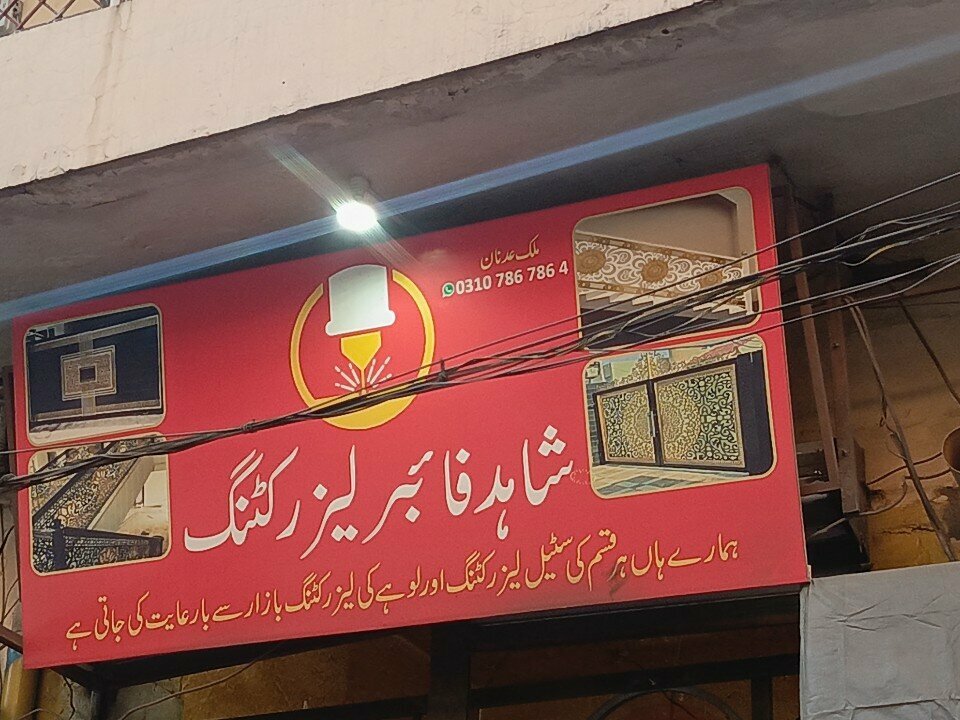 ملک عدنان
0310 786 786 4
شاہد فائبر لیزر کٹنگ
ہمارے ہاں ہر قسم کی سٹیل لیزر کٹنگ اور لوہے کی لیزر کٹنگ بازار سے بارعایت کی جاتی ہے